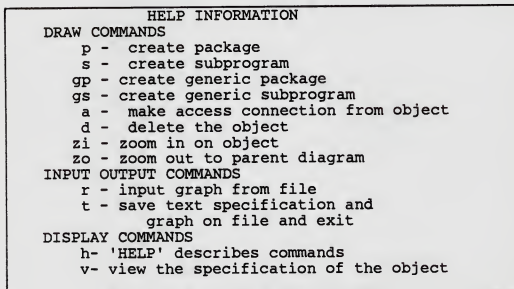 HELP INFORMATION
DRAW COMMANDS
p - create package
s - create subprogram
gp - create generic package
gs - create generic subprogram
a - make access connection from object
d - delete the object
zi - zoom in on object
zo - zoom out to parent diagram
INPUT OUTPUT COMMANDS
r - input graph from file
t - save text specification and
graph on file and exit
DISPLAY COMMANDS
h- 'HELP' describes commands
v- view the specification of the object